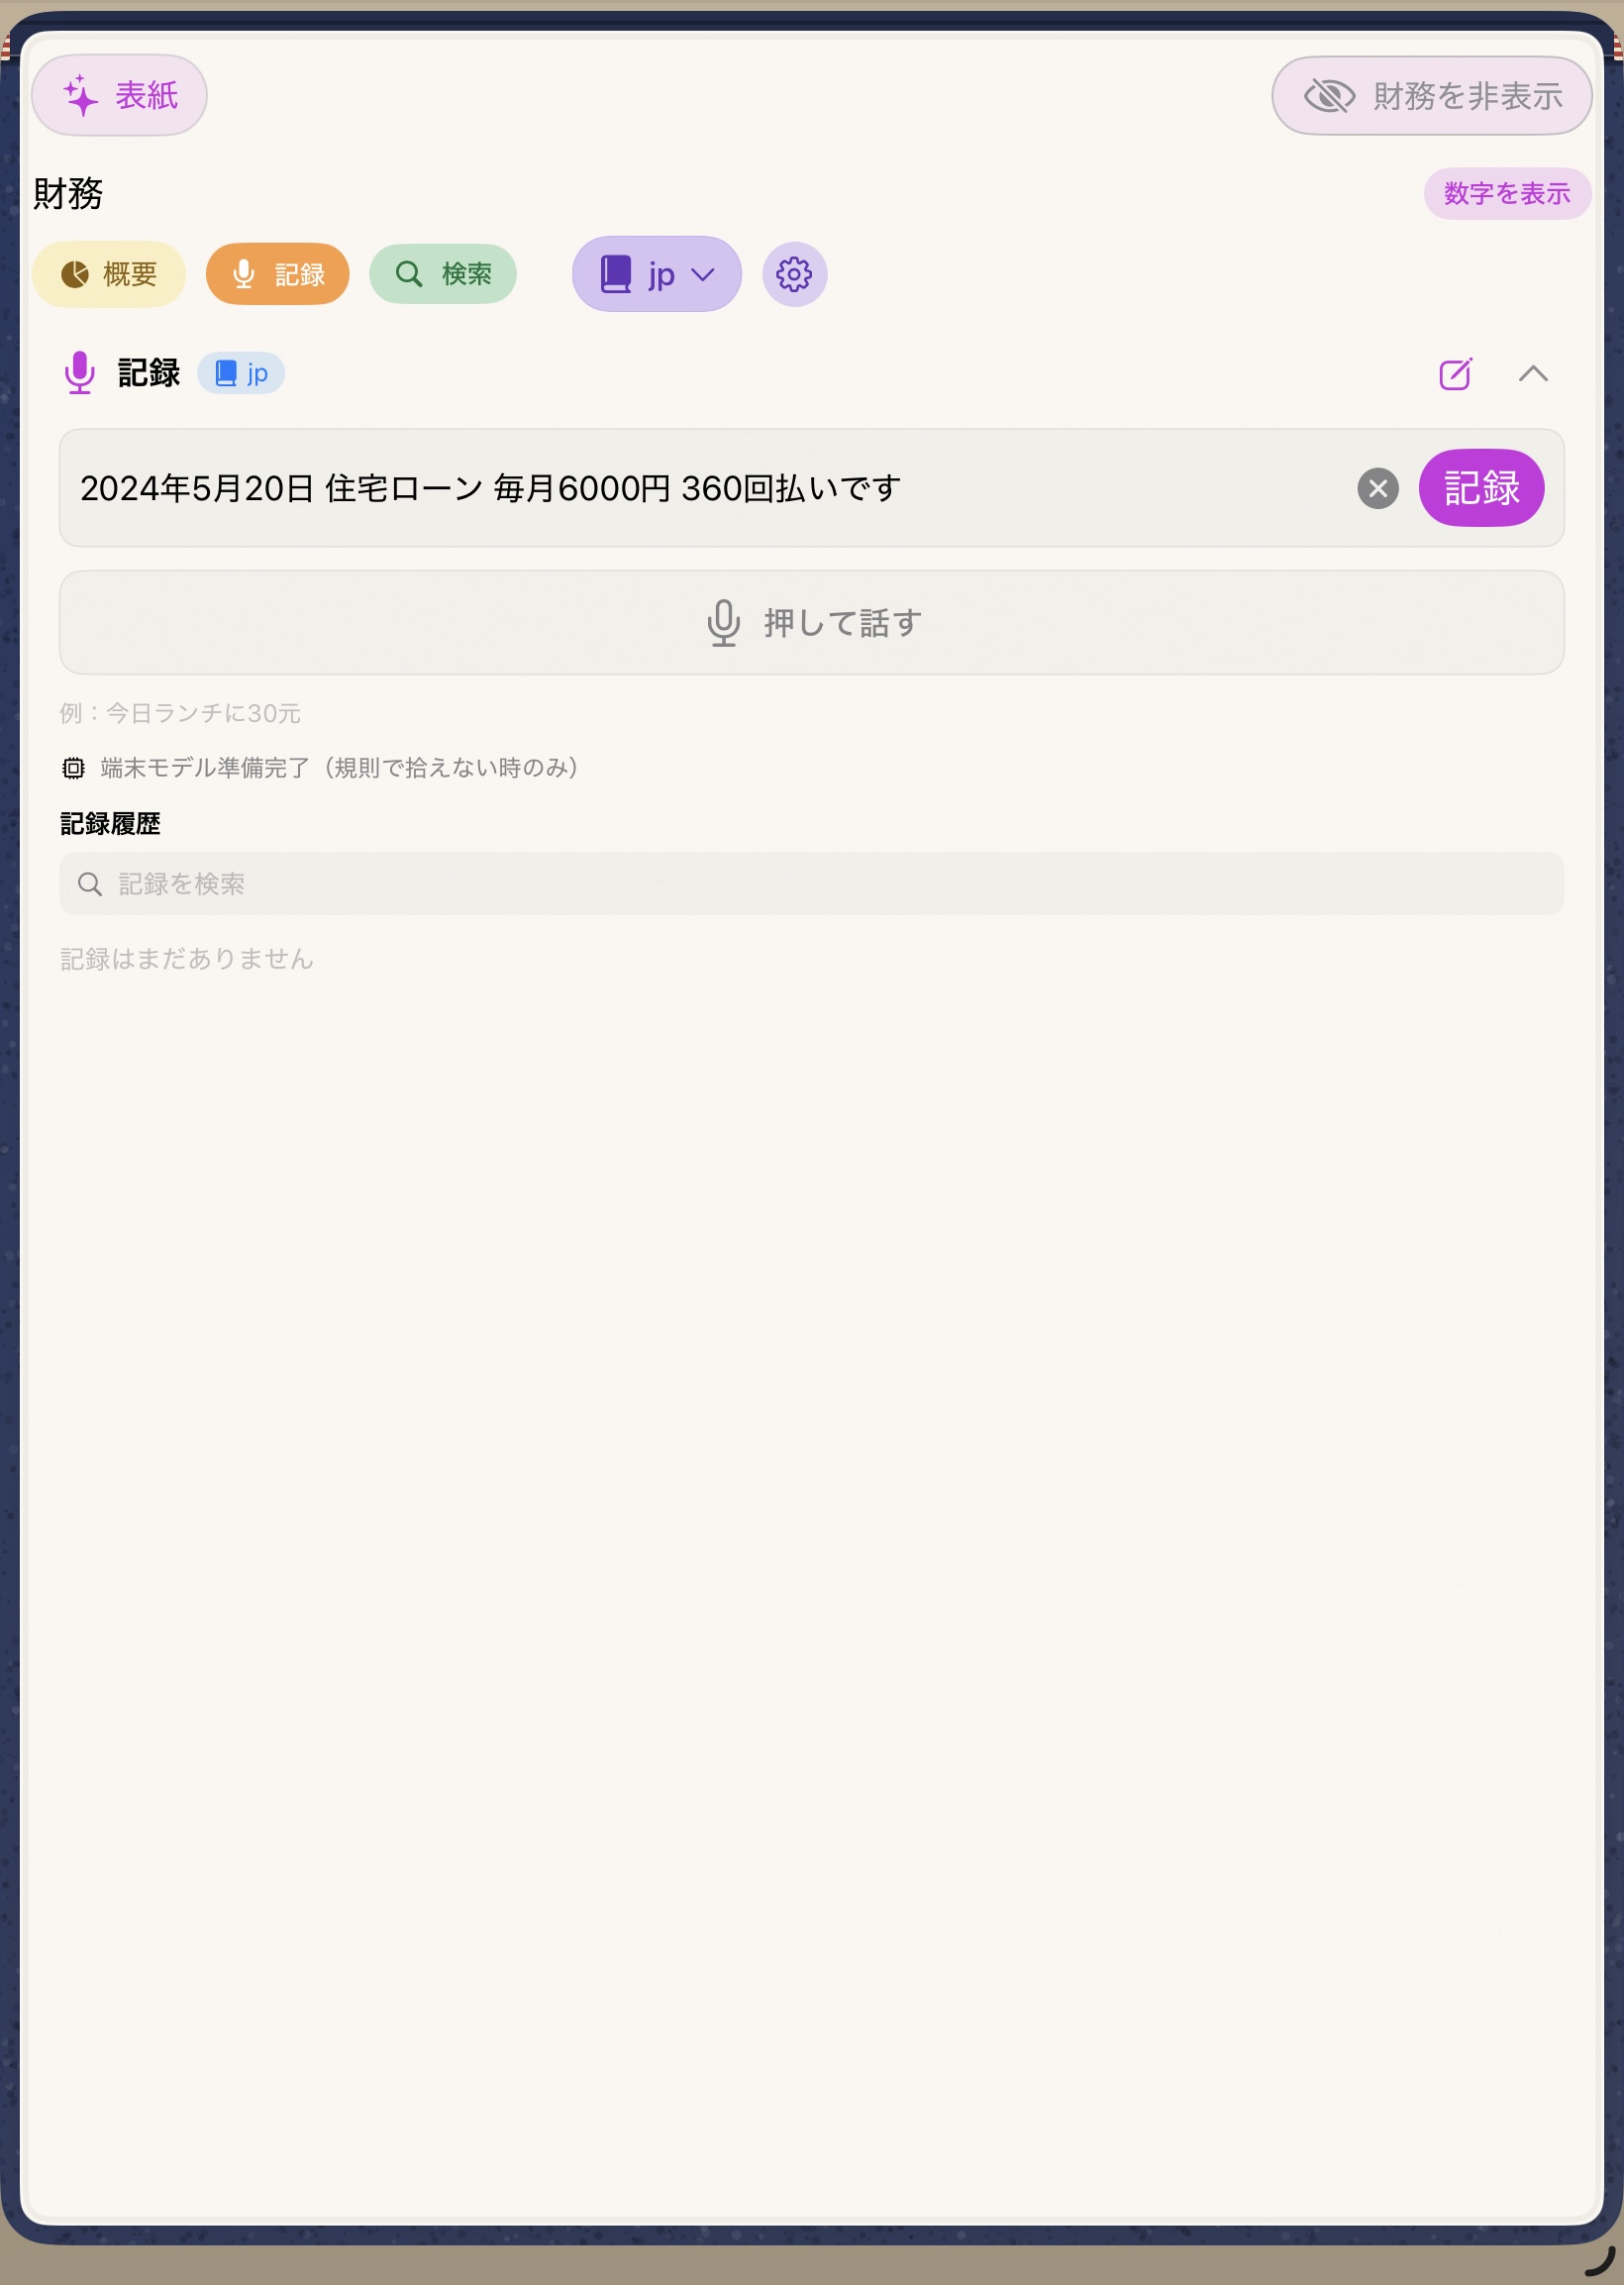 表紙
財務を非表示
財務
数字を表示
概要
記録
検索
jp
記録
jp
2024年5月20日 住宅ローン 毎月6000円 360回払いです
記録
押して話す
例：今日ランチに30元
端末モデル準備完了（規則で拾えない時のみ）
記録履歴
記録を検索
記録はまだありません